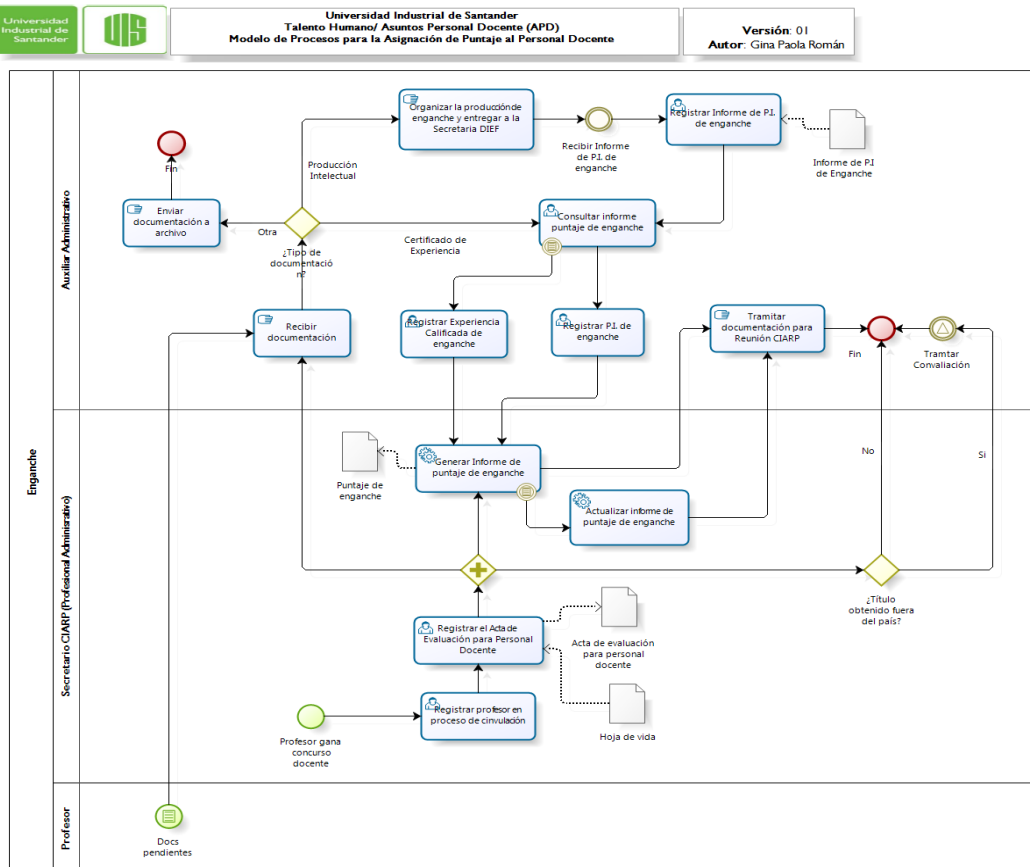 Universidad
Industrial de
Santander
UIS
Universidad Industrial de Santander
Talento Humano/ Asuntos Personal Docente (APD)
Modelo de Procesos para la Asignación de Puntaje al Personal Docente
Versión: 01
Autor: Gina Paola Román
Enganche
Auxiliar Administrativo
Organizar la producciónde
enganche y entregar a la
Secretaria DIEF
Recibir Informe
de P.I. de
enganche
Registrar Informe de P.I.
de enganche
Informe de P.I
de Enganche
Fin
Producción
Intelectual
Enviar
documentación a
archivo
Otra
¿Tipo de
documentació
n?
Certificado de
Experiencia
Consultar informe
puntaje de enganche
Recibir
documentación
Registrar Experiencia
Calificada de
enganche
Registrar P.I. de
enganche
Tramitar
documentación para
Reunión CIARP
Fin
Tramtar
Convaliación
Secretario CIARP (Profesional Adminisrativo)
Puntaje de
enganche
Generar Informe de
puntaje de enganche
Actualizar informe de
puntaje de enganche
No
Si
¿Título
obtenido fuera
del país?
Registrar el Acta de
Evaluación para Personal
Docente
Acta de evaluación
para personal
docente
Registrar profesor en
proceso de cinvulación
Hoja de vida
Profesor gana
concurso
docente
Profesor
Docs
pendientes